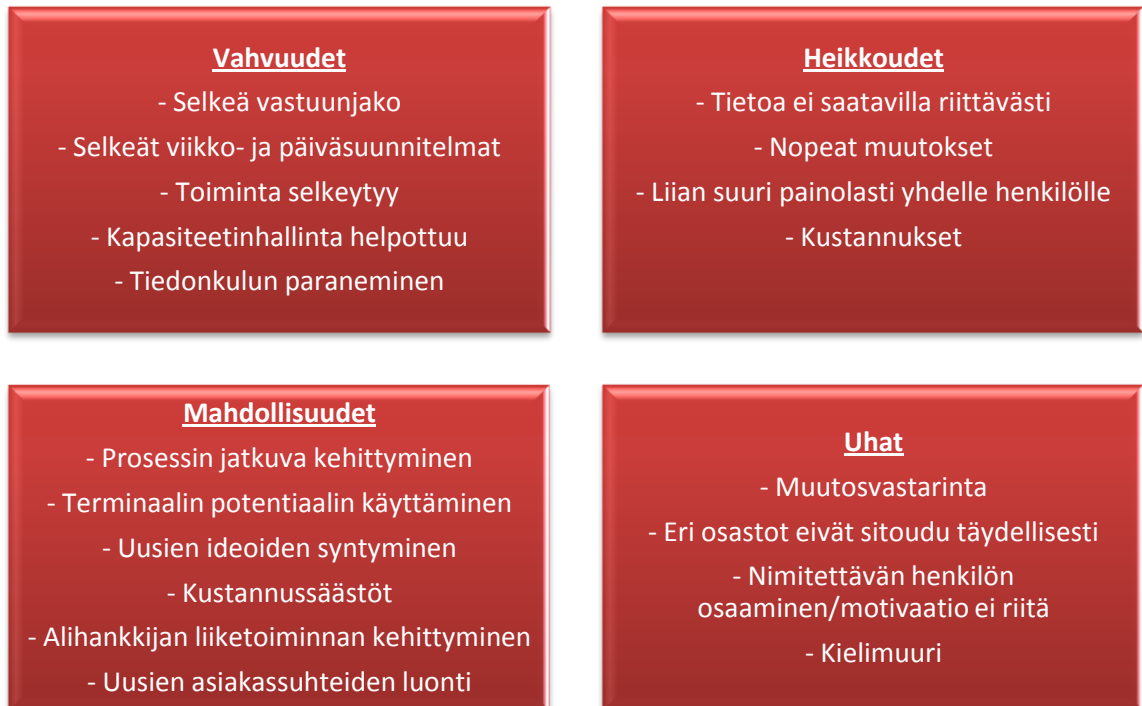 Vahvuudet
- Selkeä vastuunjako
- Selkeät viikko- ja päiväsuunnitelmat
- Toiminta selkeytyy
- Kapasiteetinhallinta helpottuu
- Tiedonkulun paraneminen
Heikkoudet
- Tietoa ei saatavilla riittävästi
- Nopeat muutokset
- Liian suuri painolasti yhdelle henkilölle
- Kustannukset
Mahdollisuudet
- Prosessin jatkuva kehittyminen
- Terminaalin potentiaalin käyttäminen
- Uusien ideoiden syntyminen
- Kustannussäästöt
- Alihankkijan liiketoiminnan kehittyminen
- Uusien asiakassuhteiden luonti
Uhat
- Muutosvastarinta
- Eri osastot eivät sitoudu täydellisesti
- Nimitettävän henkilön
osaaminen/motivaatio ei riitä
- Kielimuuri